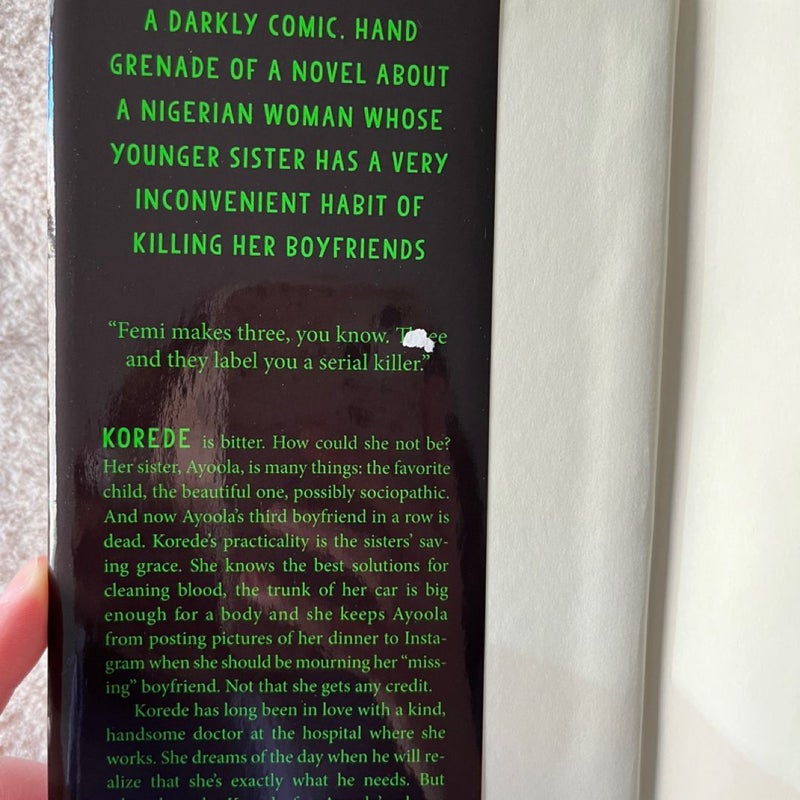 A DARKLY COMIC, HAND
GRENADE OF A NOVEL ABOUT
A NIGERIAN WOMAN WHOSE
YOUNGER SISTER HAS A VERY
INCONVENIENT HABIT OF
KILLING HER BOYFRIENDS
“Femi makes three, you know.
and they label you a serial killer.”
KOREDE is bitter. How could she not be?
Her sister, Ayoola, is many things: the favorite
child, the beautiful one, possibly sociopathic.
And now Ayoola’s third boyfriend in a row is
dead. Korede’s practicality is the sisters’ sav-
ing grace. She knows the best solutions for
cleaning blood, the trunk of her car is big
enough for a body and she keeps Ayoola
from posting pictures of her dinner to Insta-
gram when she should be mourning her “miss-
ing” boyfriend. Not that she gets any credit.
Korede has long been in love with a kind,
handsome doctor at the hospital where she
works. She dreams of the day when he will re-
alize that she’s exactly what he needs. But